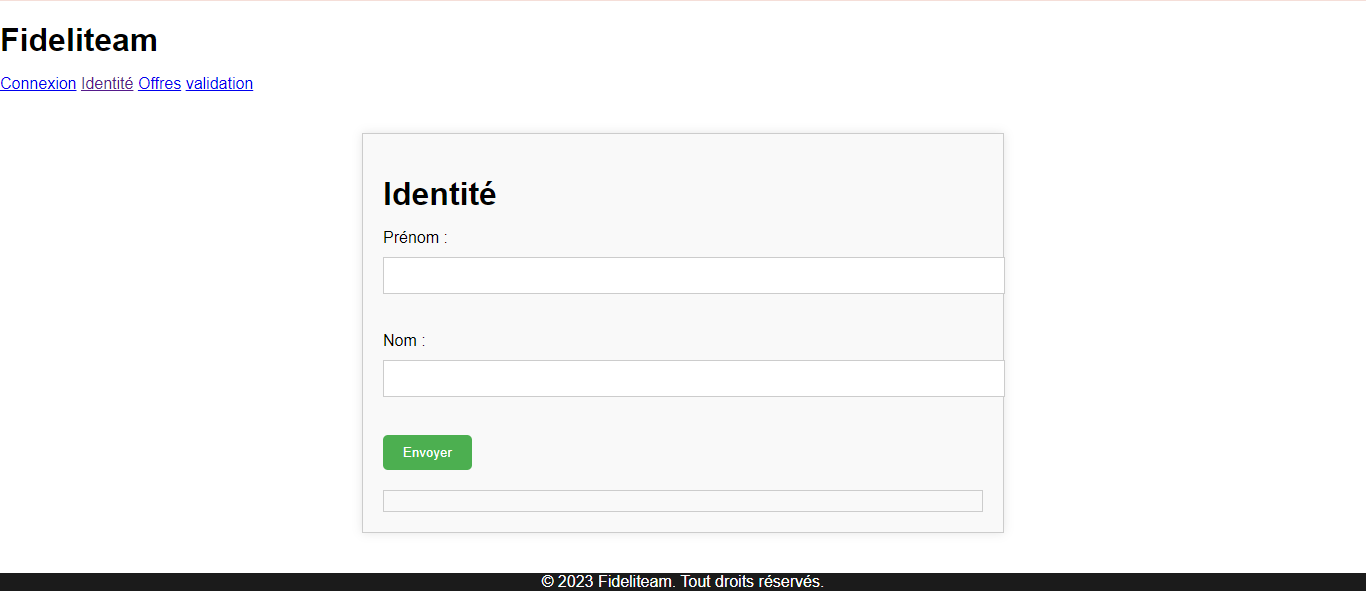 Fideliteam
Connexion Identité Offres validation
Identité
Prénom :
Nom :
Envoyer
© 2023 Fideliteam. Tout droits réservés.